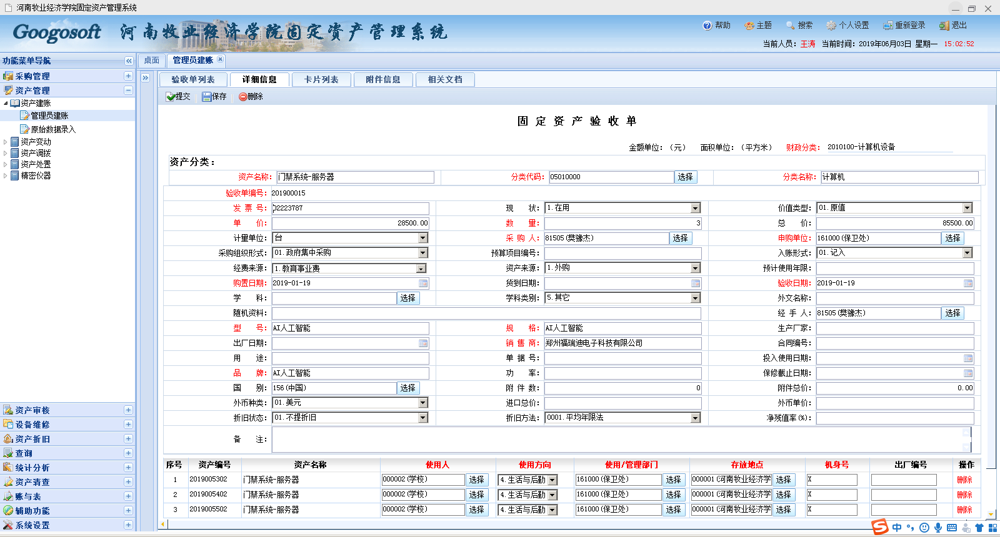 河南牧业经济学院固定资产管理系统
Googosoft 河南牧业经济学院固定资产管理系统
帮助 主题 搜索 个人设置 重新登录 退出
当前人员：王涛 当前时间：2019年06月03日 星期一 15:02:52
功能菜单导航
采购管理
资产管理
资产建账
管理员建账
原始数据录入
资产变动
资产调拨
资产处置
精密仪器
资产审核
设备维修
资产折旧
查询
统计分析
资产清查
账与表
辅助功能
系统设置
桌面 管理员建账
验收单列表 详细信息 卡片列表 附件信息 相关文档
提交 保存 删除
固 定 资 产 验 收 单
金额单位：（元） 面积单位：（平方米） 财政分类： 2010100-计算机设备
资产分类：
资产名称： 门禁系统-服务器 分类代码： 05010000 选择 分类名称： 计算机
验收单编号： 201900015
发 票 号： 02223787 现 状： 1.在用 价值类型： 01.原值
单 价： 28500.00 数 量： 3 总 价： 85500.00
计量单位： 台 采 购 人： 81505(樊豫杰) 选择 申购单位： 161000(保卫处) 选择
采购组织形式： 01.政府集中采购 预算项目编号： 入账形式： 01.记入
经费来源： 1.教育事业费 资产来源： 1.外购 预计使用年限：
购置日期： 2019-01-19 货到日期： 验收日期： 2019-01-19
学 科： 选择 学科类别： 5.其它 外文名称：
随机资料： 经 手 人： 81505(樊豫杰) 选择
型 号： AI人工智能 规 格： AI人工智能 生产厂家：
出厂日期： 销 售 商： 郑州福瑞迪电子科技有限公司 合同编号：
用 途： 单 据 号： 投入使用日期：
品 牌： AI人工智能 功 率： 保修截止日期：
国 别： 156(中国) 选择 附 件 数： 0 附件总价： 0.00
外币种类： 01.美元 进口总价： 外币单价：
折旧状态： 01.不提折旧 折旧方法： 0001.平均年限法 净残值率(%)：
备 注：
序号 资产编号 资产名称 使用人 使用方向 使用/管理部门 存放地点 机身号 出厂编号 操作
1 2019005302 门禁系统-服务器 000002(学校) 选择 4.生活与后勤 161000(保卫处) 选择 000001(河南牧业经济学 选择 X 删除
2 2019005402 门禁系统-服务器 000002(学校) 选择 4.生活与后勤 161000(保卫处) 选择 000001(河南牧业经济学 选择 X 删除
3 2019005502 门禁系统-服务器 000002(学校) 选择 4.生活与后勤 161000(保卫处) 选择 000001(河南牧业经济学 选择 X 删除
中